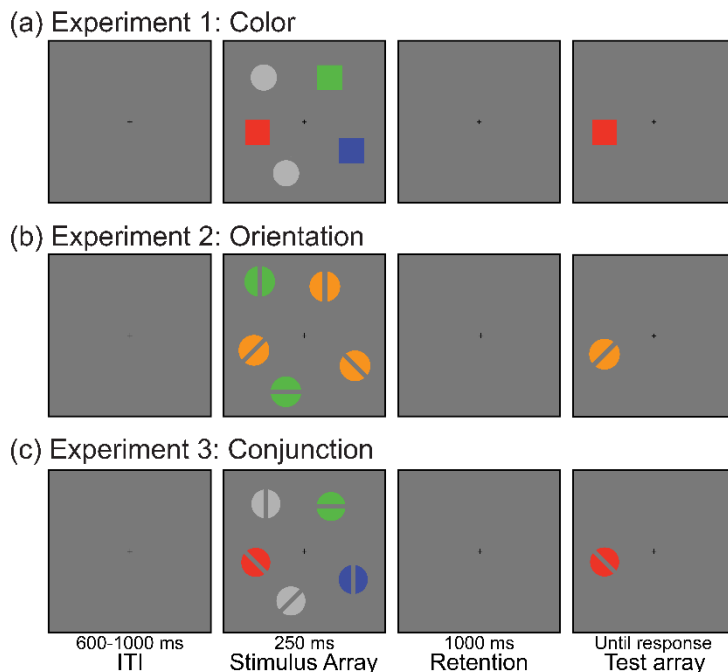 (a) Experiment 1: Color
(b) Experiment 2: Orientation
(c) Experiment 3: Conjunction
600-1000 ms 250 ms 1000 ms Until response
ITI Stimulus Array Retention Test array